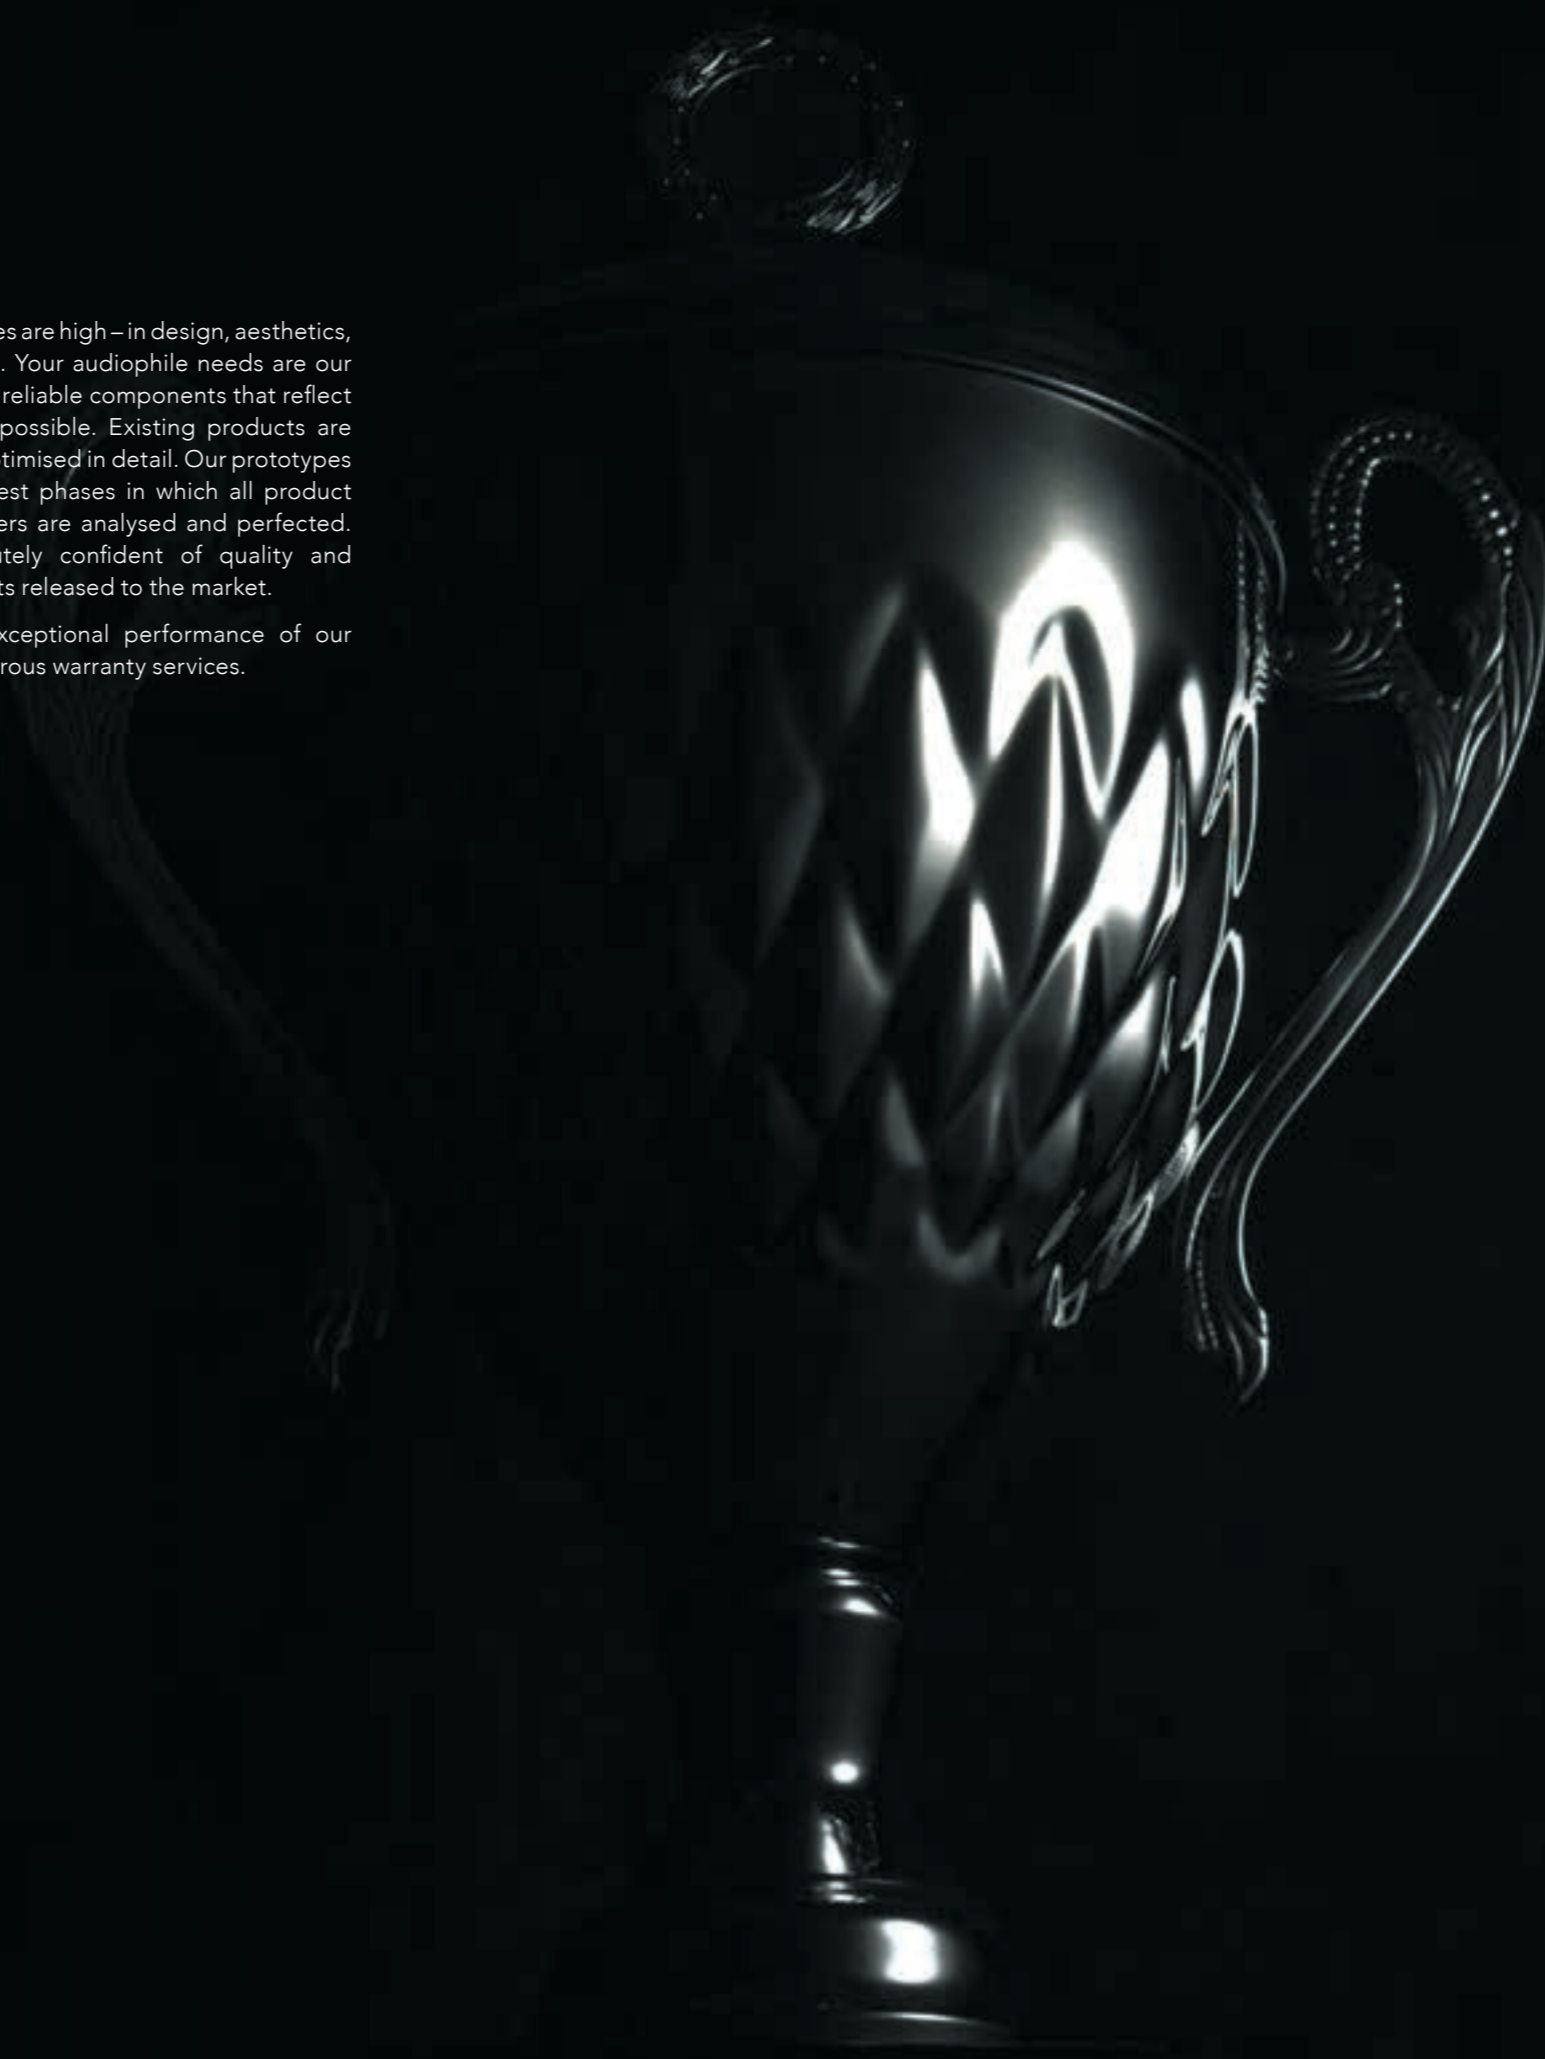 es are high – in design, aesthetics,
. Your audiophile needs are our
reliable components that reflect
possible. Existing products are
timised in detail. Our prototypes
est phases in which all product
ers are analysed and perfected.
tely confident of quality and
ts released to the market.
xceptional performance of our
rous warranty services.